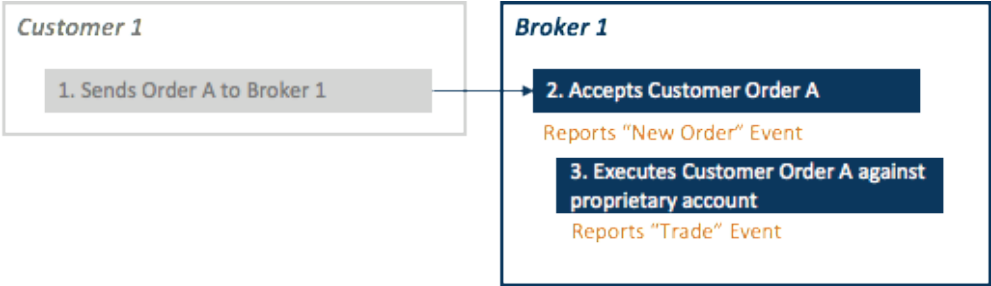 Customer 1
1. Sends Order A to Broker 1
Broker 1
2. Accepts Customer Order A
Reports “New Order” Event
3. Executes Customer Order A against
proprietary account
Reports “Trade” Event